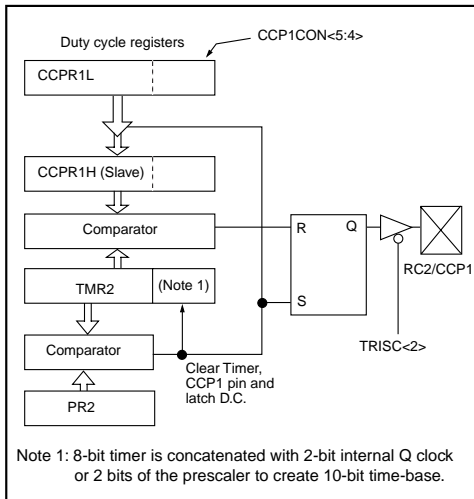 Duty cycle registers
CCP1CON<5:4>
CCPR1L
CCPR1H (Slave)
Comparator
R
Q
S
RC2/CCP1
TMR2
(Note 1)
TRISC<2>
Comparator
Clear Timer,
CCP1 pin and
latch D.C.
PR2
Note 1: 8-bit timer is concatenated with 2-bit internal Q clock
or 2 bits of the prescaler to create 10-bit time-base.